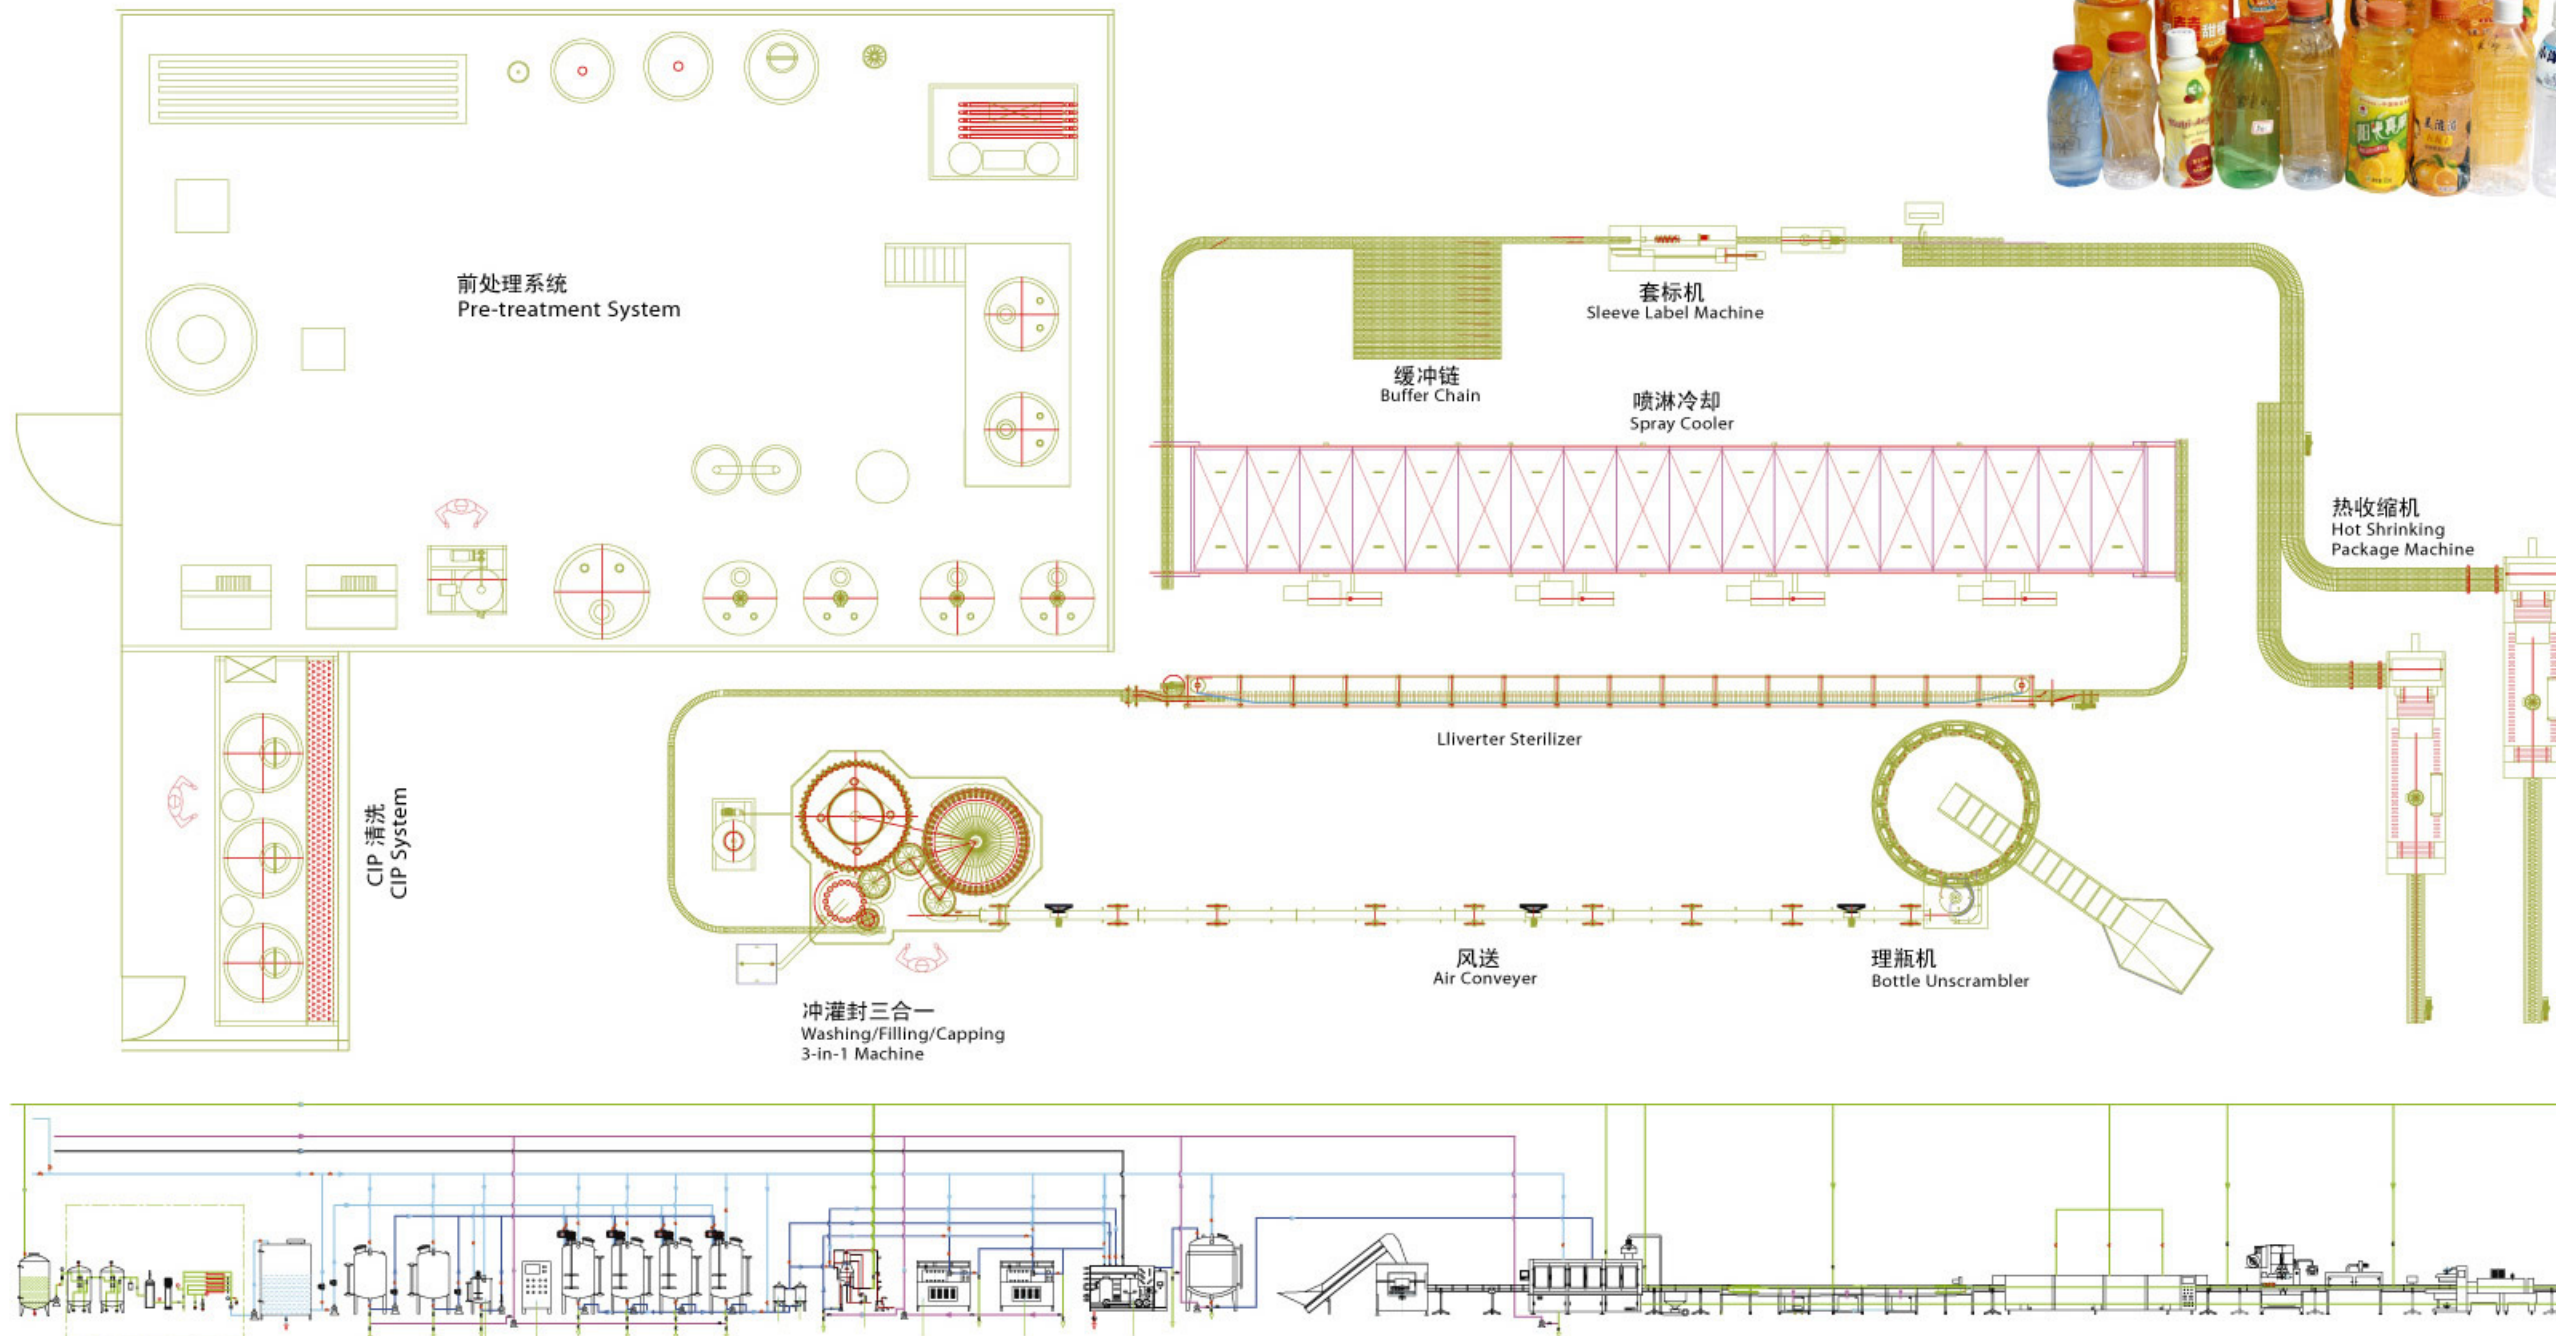 前处理系统
Pre-treatment System
套标机
Sleeve Label Machine
缓冲链
Buffer Chain
喷淋冷却
Spray Cooler
热收缩机
Hot Shrinking
Package Machine
Lliverter Sterilizer
CIP 清洗
CIP System
风送
Air Conveyer
理瓶机
Bottle Unscrambler
冲灌封三合一
Washing/Filling/Capping
3-in-1 Machine